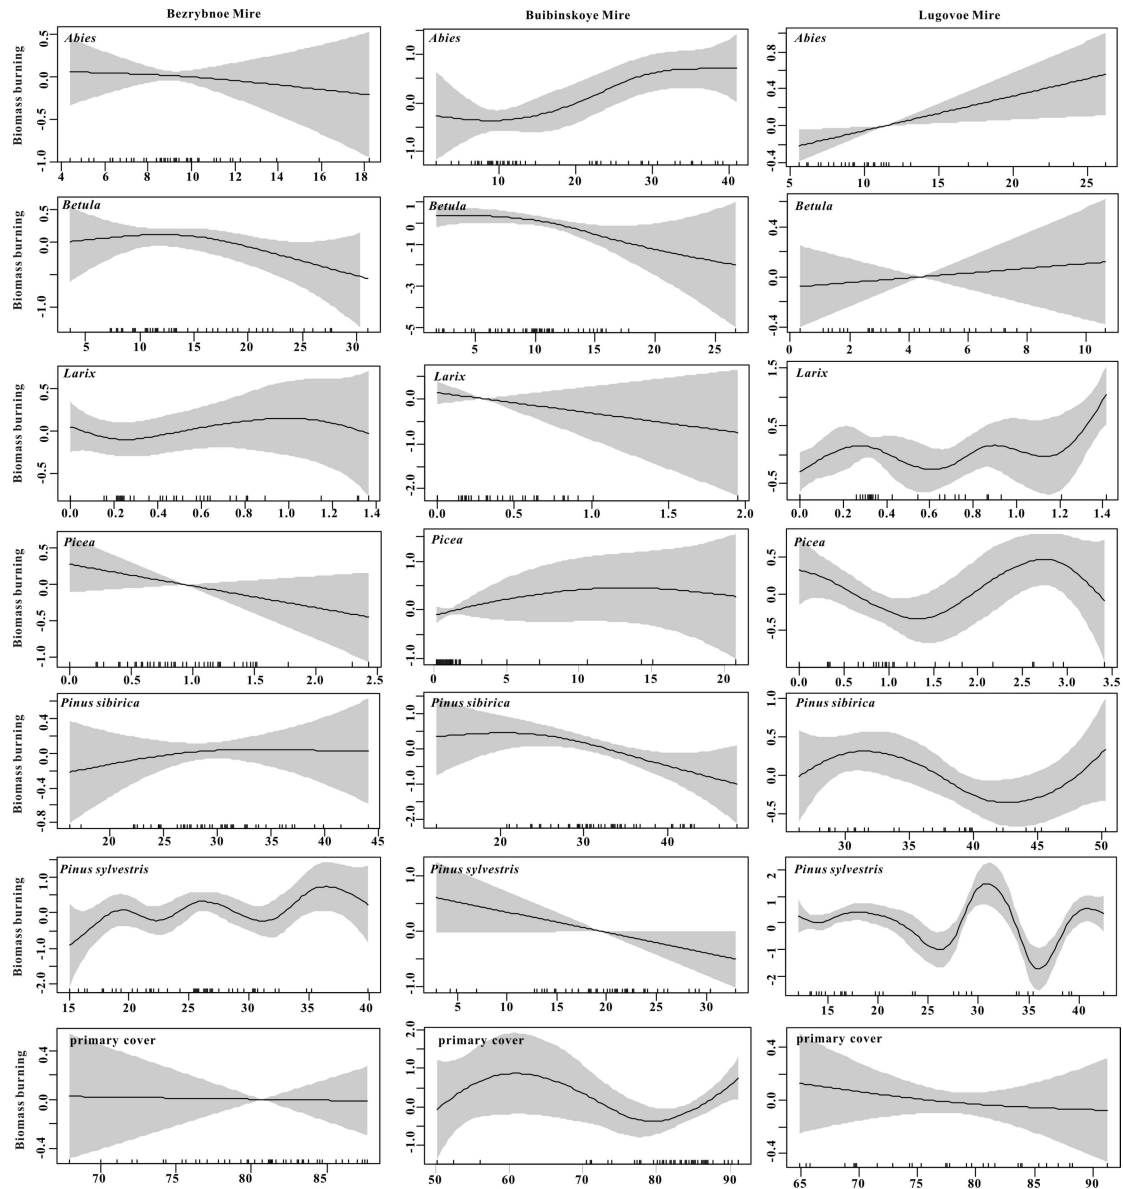 Bezrybnoe Mire Buibinskoye Mire Lugovoe Mire
Biomass burning
Abies Abies Abies
0.5 0.0 -0.5 -1.0
1.0 0.0 -1.0
0.8 0.4 0.0 -0.4
4 6 8 10 12 14 16 18
10 20 30 40
5 10 15 20 25
Biomass burning
Betula Betula Betula
0.5 0.0 -1.0
1 0 -1 -3 -5
0.4 0.0 -0.4
5 10 15 20 25 30
5 10 15 20 25
0 2 4 6 8 10
Biomass burning
Larix Larix Larix
0.5 0.0 -0.5
0.0 -1.0 -2.0
1.5 0.5 -0.5
0.0 0.2 0.4 0.6 0.8 1.0 1.2 1.4
0.0 0.5 1.0 1.5 2.0
0.0 0.2 0.4 0.6 0.8 1.0 1.2 1.4
Biomass burning
Picea Picea Picea
0.5 0.0 -0.5 -1.0
1.0 0.0 -1.0
0.5 0.0 -0.5
0.0 0.5 1.0 1.5 2.0 2.5
0 5 10 15 20
0.0 0.5 1.0 1.5 2.0 2.5 3.0 3.5
Biomass burning
Pinus sibirica Pinus sibirica Pinus sibirica
0.4 0.0 -0.4 -0.8
1.0 0.0 -1.0 -2.0
1.0 0.5 0.0 -0.5
20 25 30 35 40 45
20 30 40
30 35 40 45 50
Biomass burning
Pinus sylvestris Pinus sylvestris Pinus sylvestris
1.0 0.0 -1.0 -2.0
1.0 0.0 -1.0
2 1 0 -1 -2
15 20 25 30 35 40
5 10 15 20 25 30
15 20 25 30 35 40
Biomass burning
primary cover primary cover primary cover
0.4 0.0 -0.4
2.0 1.0 0.0 -1.0
0.4 0.0 -0.4
70 75 80 85
50 60 70 80 90
65 70 75 80 85 90